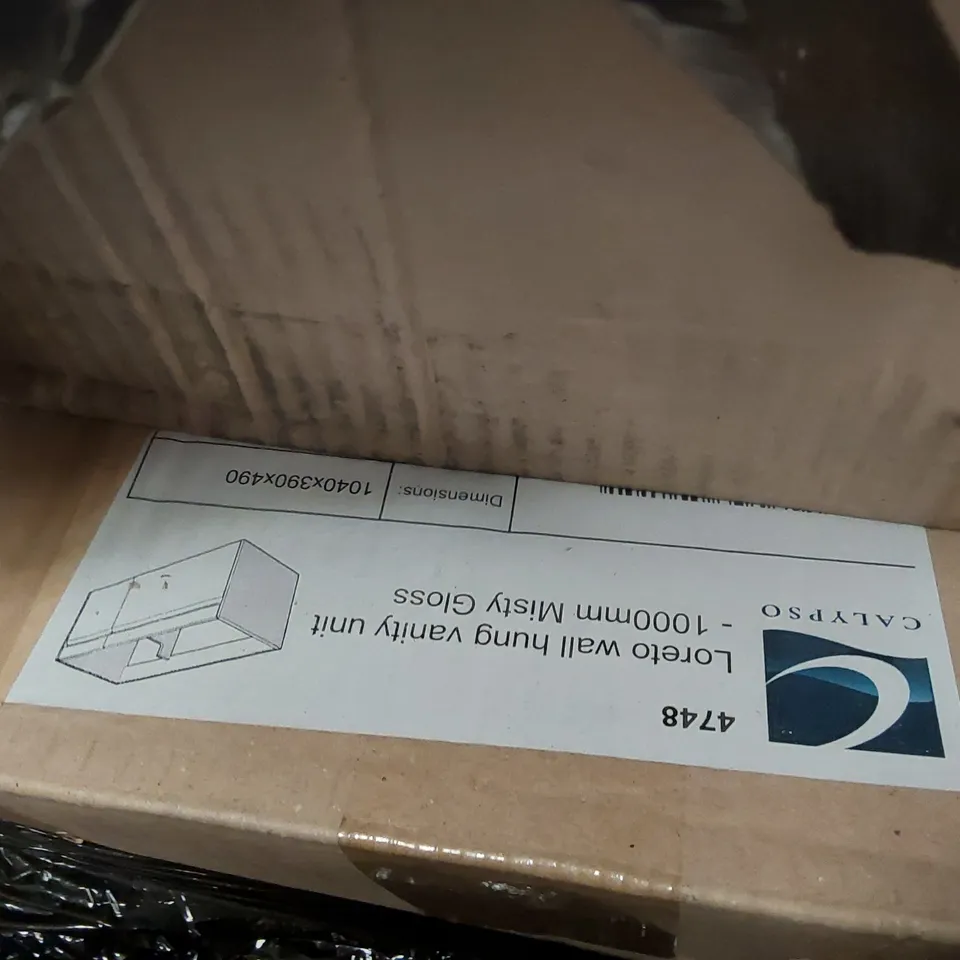 CALYPSO
4748
Loreto wall hung vanity unit
- 1000mm Misty Gloss
Dimensions:
1040x390x490